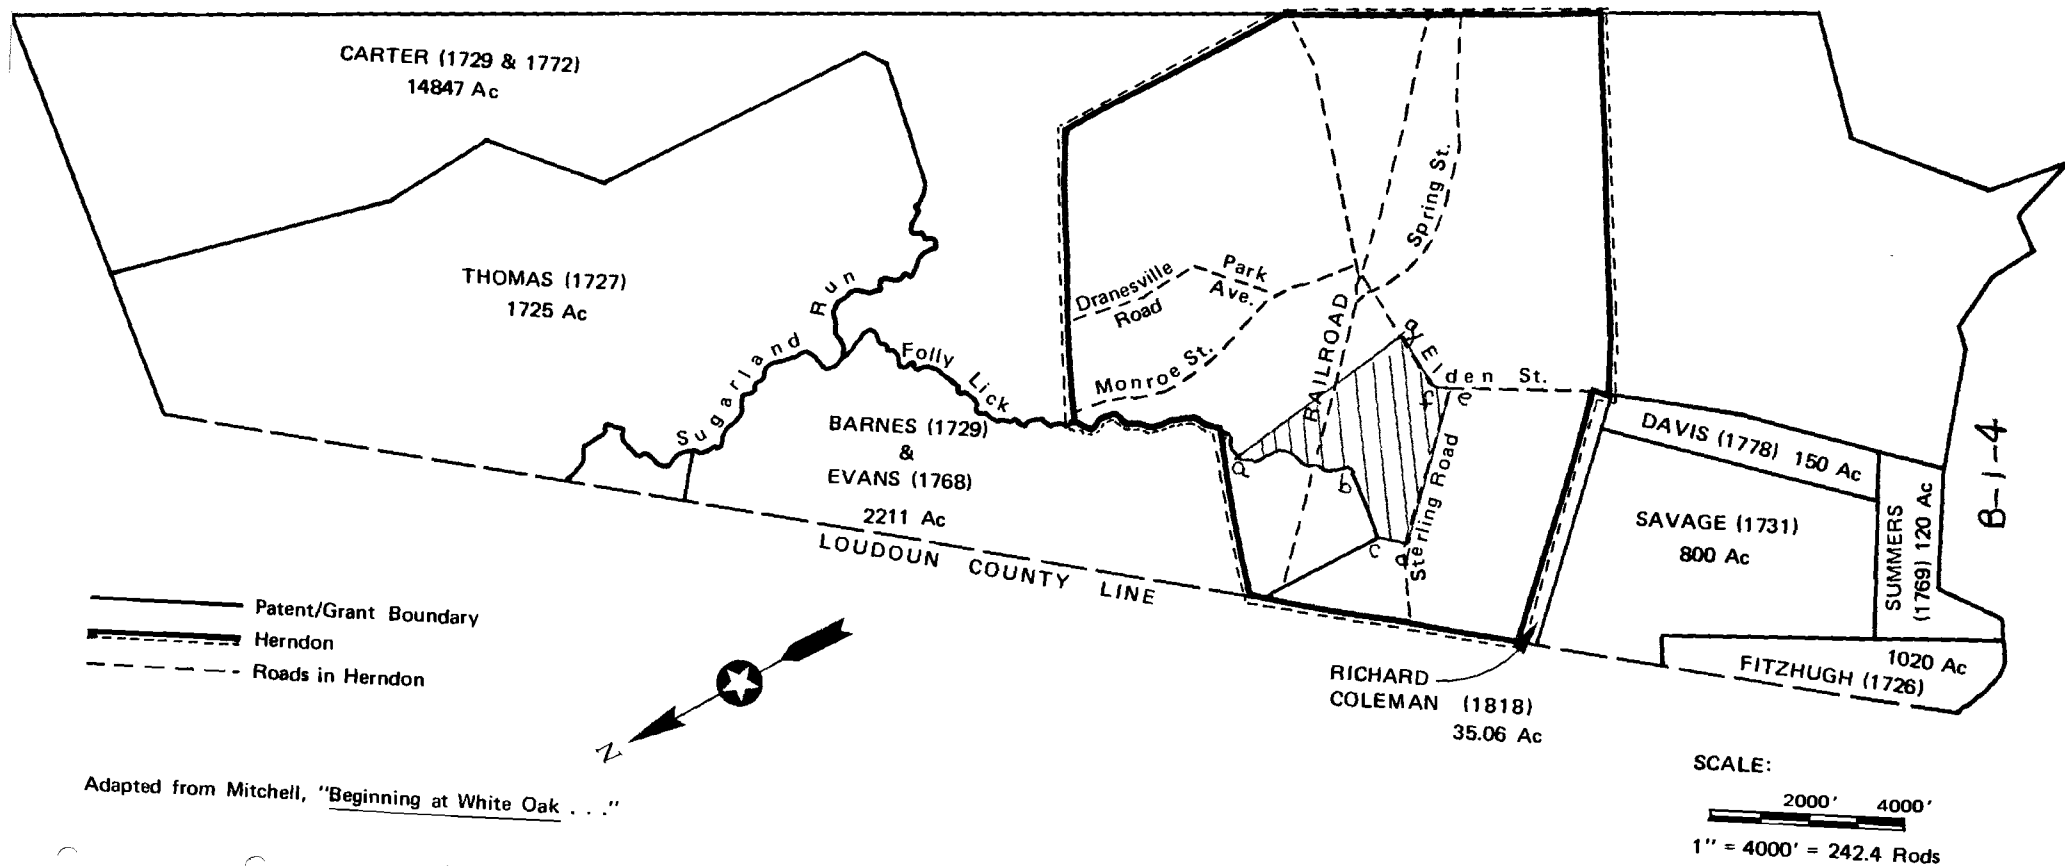 CARTER (1729 & 1772)
14847 Ac
THOMAS (1727)
1725 Ac
Sugarland Run
Folly Lick
BARNES (1729)
&
EVANS (1768)
2211 Ac
LOUDOUN COUNTY LINE
Dranesville
Road
Park
Ave.
Monroe St.
RAILROAD
Spring St.
Elden St.
Sterling Road
a
b
c
d
e
f
g
DAVIS (1778) 150 Ac
SAVAGE (1731)
800 Ac
SUMMERS
(1769) 120 Ac
1020 Ac
FITZHUGH (1726)
B-1-4
RICHARD
COLEMAN (1818)
35.06 Ac
Patent/Grant Boundary
Herndon
Roads in Herndon
N
Adapted from Mitchell, "Beginning at White Oak . . ."
SCALE:
2000' 4000'
1" = 4000' = 242.4 Rods